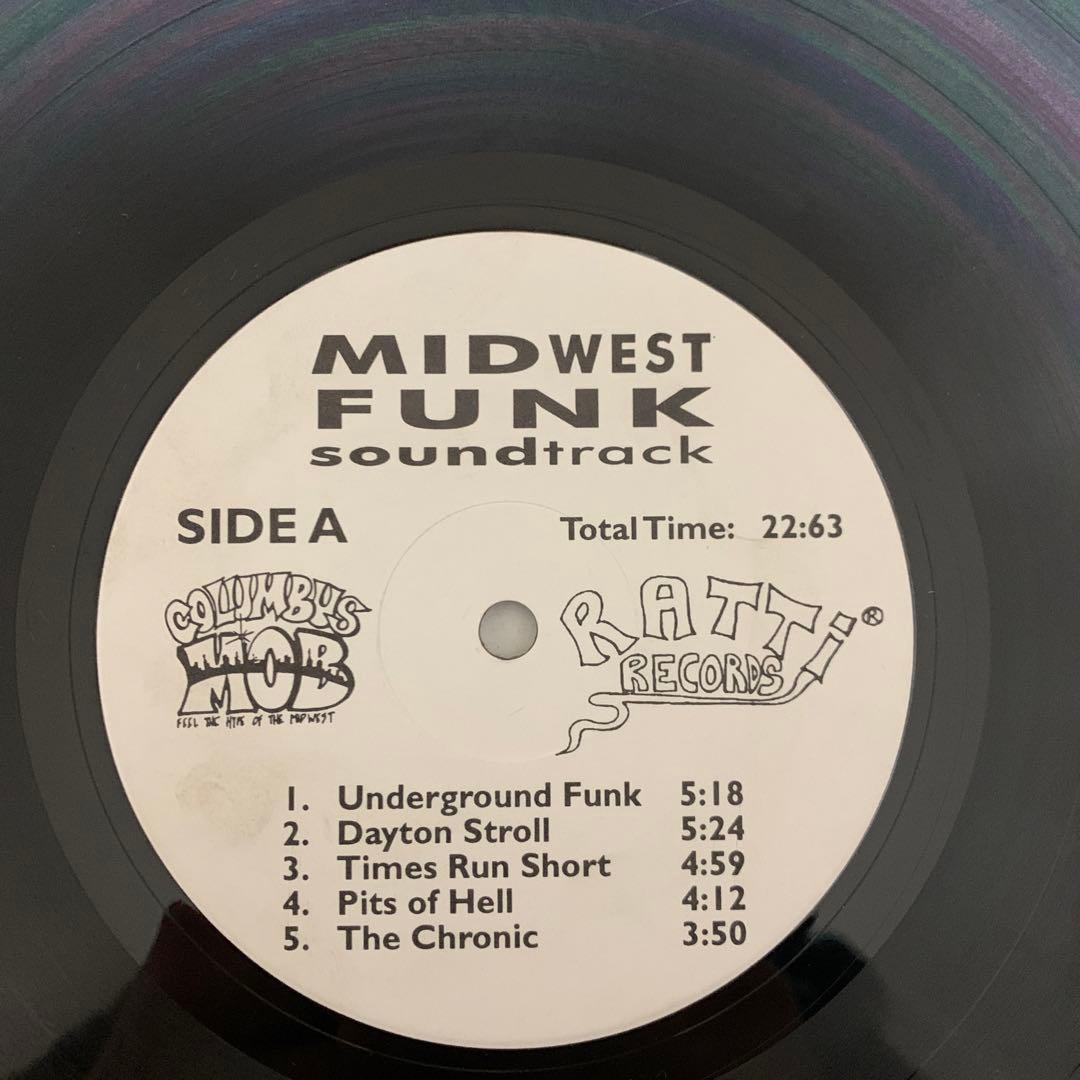 MIDWEST
FUNK
soundtrack
SIDE A
Total Time: 22:63
COLUMBUS
MOB
FEEL THE HYPE OF THE MIDWEST
RATTi®
RECORDS
1. Underground Funk 5:18
2. Dayton Stroll 5:24
3. Times Run Short 4:59
4. Pits of Hell 4:12
5. The Chronic 3:50